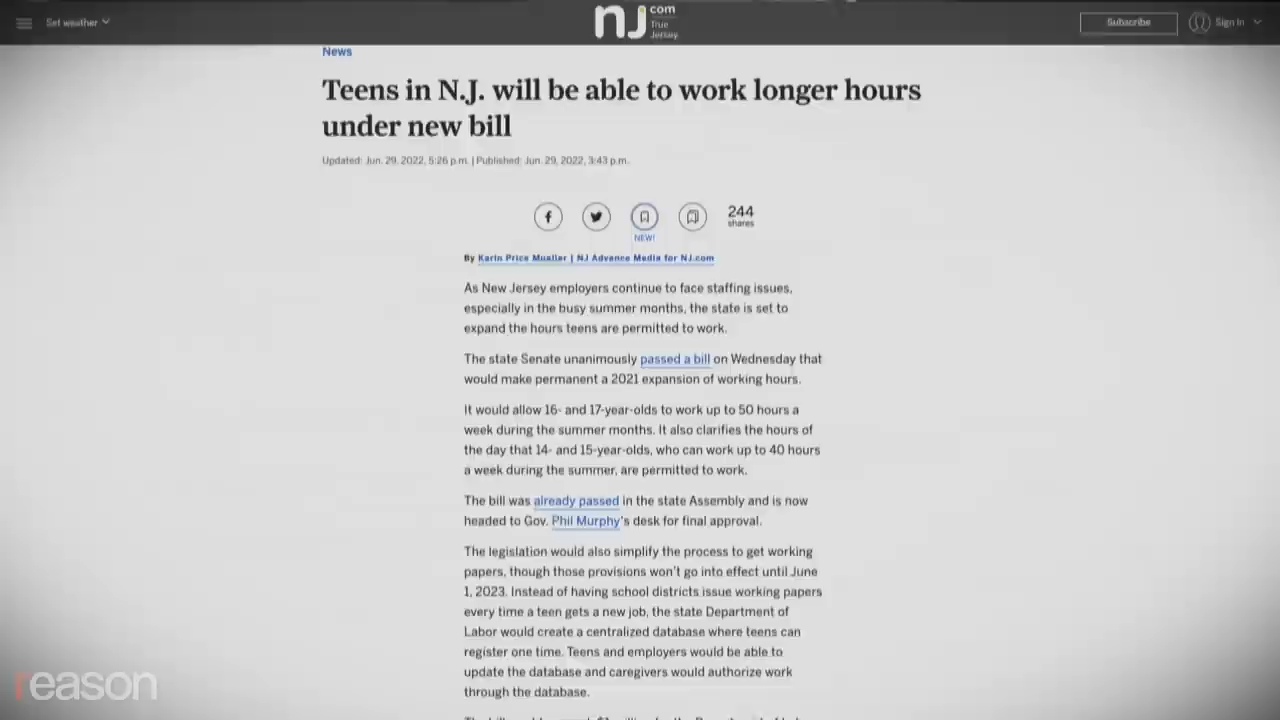 Set weather
nj.com
True
Jersey.
Subscribe
Sign In
News
Teens in N.J. will be able to work longer hours
under new bill
Updated: Jun. 29, 2022, 5:26 p.m. | Published: Jun. 29, 2022, 3:43 p.m.
244
shares
NEW!
By Karin Price Mueller | NJ Advance Media for NJ.com
As New Jersey employers continue to face staffing issues,
especially in the busy summer months, the state is set to
expand the hours teens are permitted to work.
The state Senate unanimously passed a bill on Wednesday that
would make permanent a 2021 expansion of working hours.
It would allow 16- and 17-year-olds to work up to 50 hours a
week during the summer months. It also clarifies the hours of
the day that 14- and 15-year-olds, who can work up to 40 hours
a week during the summer, are permitted to work.
The bill was already passed in the state Assembly and is now
headed to Gov. Phil Murphy's desk for final approval.
The legislation would also simplify the process to get working
papers, though those provisions won't go into effect until June
1, 2023. Instead of having school districts issue working papers
every time a teen gets a new job, the state Department of
Labor would create a centralized database where teens can
register one time. Teens and employers would be able to
update the database and caregivers would authorize work
through the database.
reason